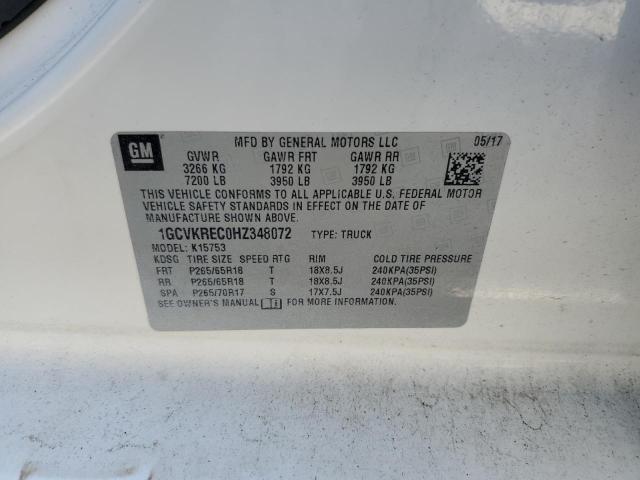 GM
MFD BY GENERAL MOTORS LLC 05/17
GVWR GAWR FRT GAWR RR
3266 KG 1792 KG 1792 KG
7200 LB 3950 LB 3950 LB
THIS VEHICLE CONFORMS TO ALL APPLICABLE U.S. FEDERAL MOTOR
VEHICLE SAFETY STANDARDS IN EFFECT ON THE DATE OF
MANUFACTURE SHOWN ABOVE.
1GCVKREC0HZ348072 TYPE: TRUCK
MODEL: K15753
KDSG TIRE SIZE SPEED RTG RIM COLD TIRE PRESSURE
FRT P265/65R18 T 18X8.5J 240KPA(35PSI)
RR P265/65R18 T 18X8.5J 240KPA(35PSI)
SPA P265/70R17 S 17X7.5J 240KPA(35PSI)
SEE OWNER'S MANUAL FOR MORE INFORMATION.